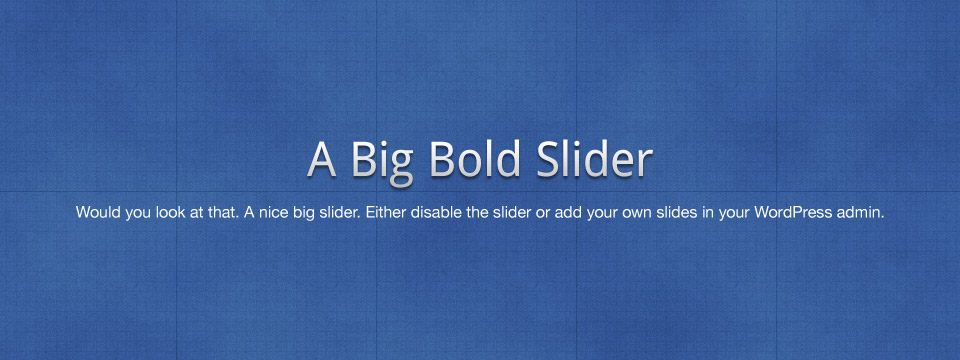 A Big Bold Slider
Would you look at that. A nice big slider. Either disable the slider or add your own slides in your WordPress admin.